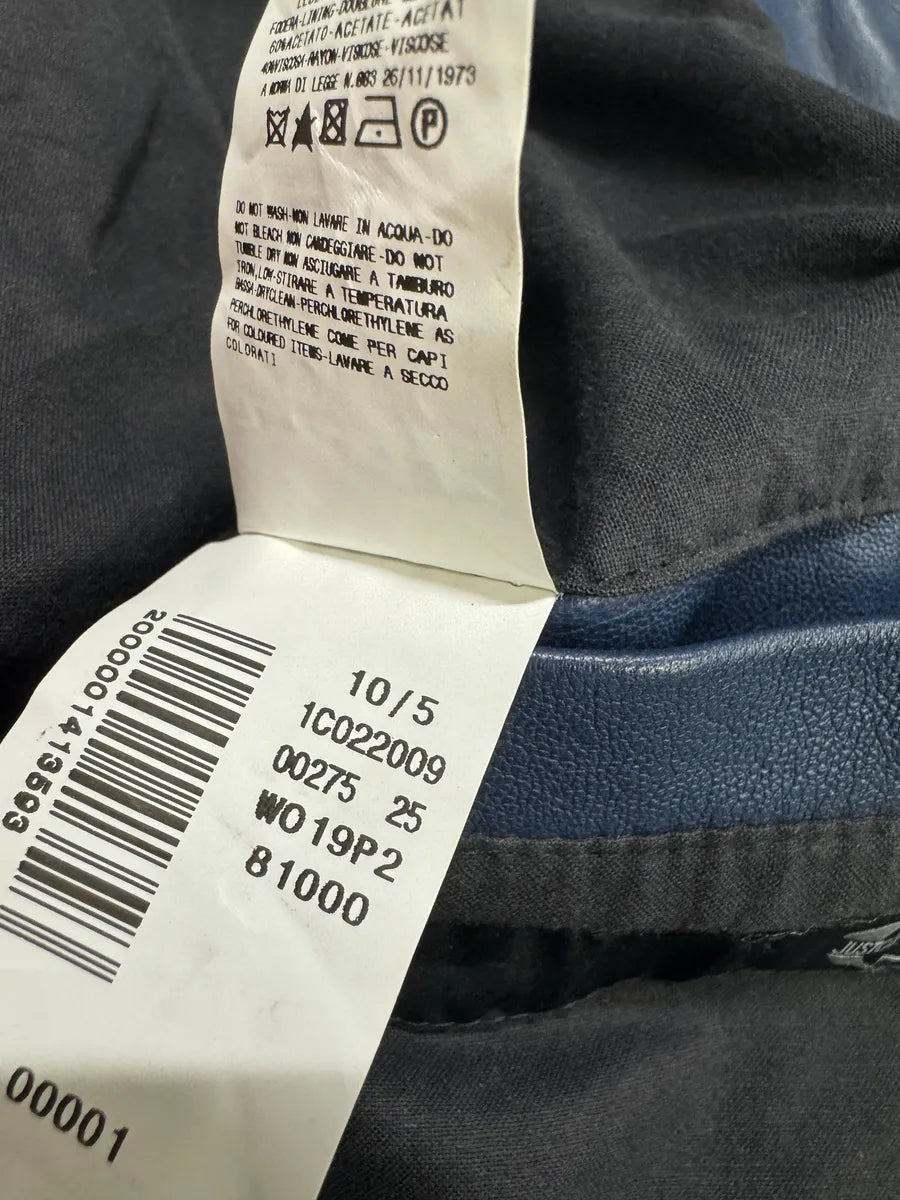 FODERA-LINING-DOUBLURE
60%ACETATO-ACETATE-ACETAT
40%VISCOSA-RAYON-VISCOSE-VISCOSE
A NORMA DI LEGGE N.883 26/11/1973
P
DO NOT WASH-NON LAVARE IN ACQUA-DO
NOT BLEACH NON CANDEGGIARE-DO NOT
TUMBLE DRY NON ASCIUGARE A TAMBURO
IRON,LOW-STIRARE A TEMPERATURA
BASSA-DRYCLEAN-PERCHLORETHYLENE AS
PERCHLORETHYLENE COME PER CAPI
FOR COLOURED ITEMS-LAVARE A SECCO
COLORATI
2000001413593
10/5
1C022009
00275 25
WO19P2
81000
00001
JUST